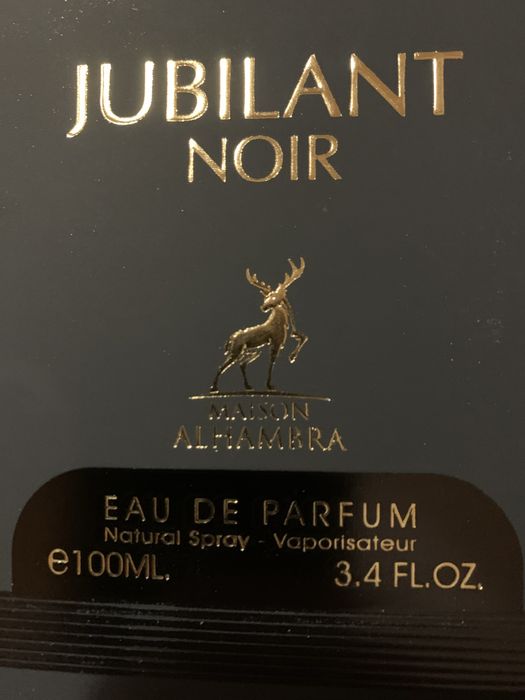 JUBILANT
NOIR
MAISON
ALHAMBRA
EAU DE PARFUM
Natural Spray - Vaporisateur
℮100ML. 3.4 FL.OZ.